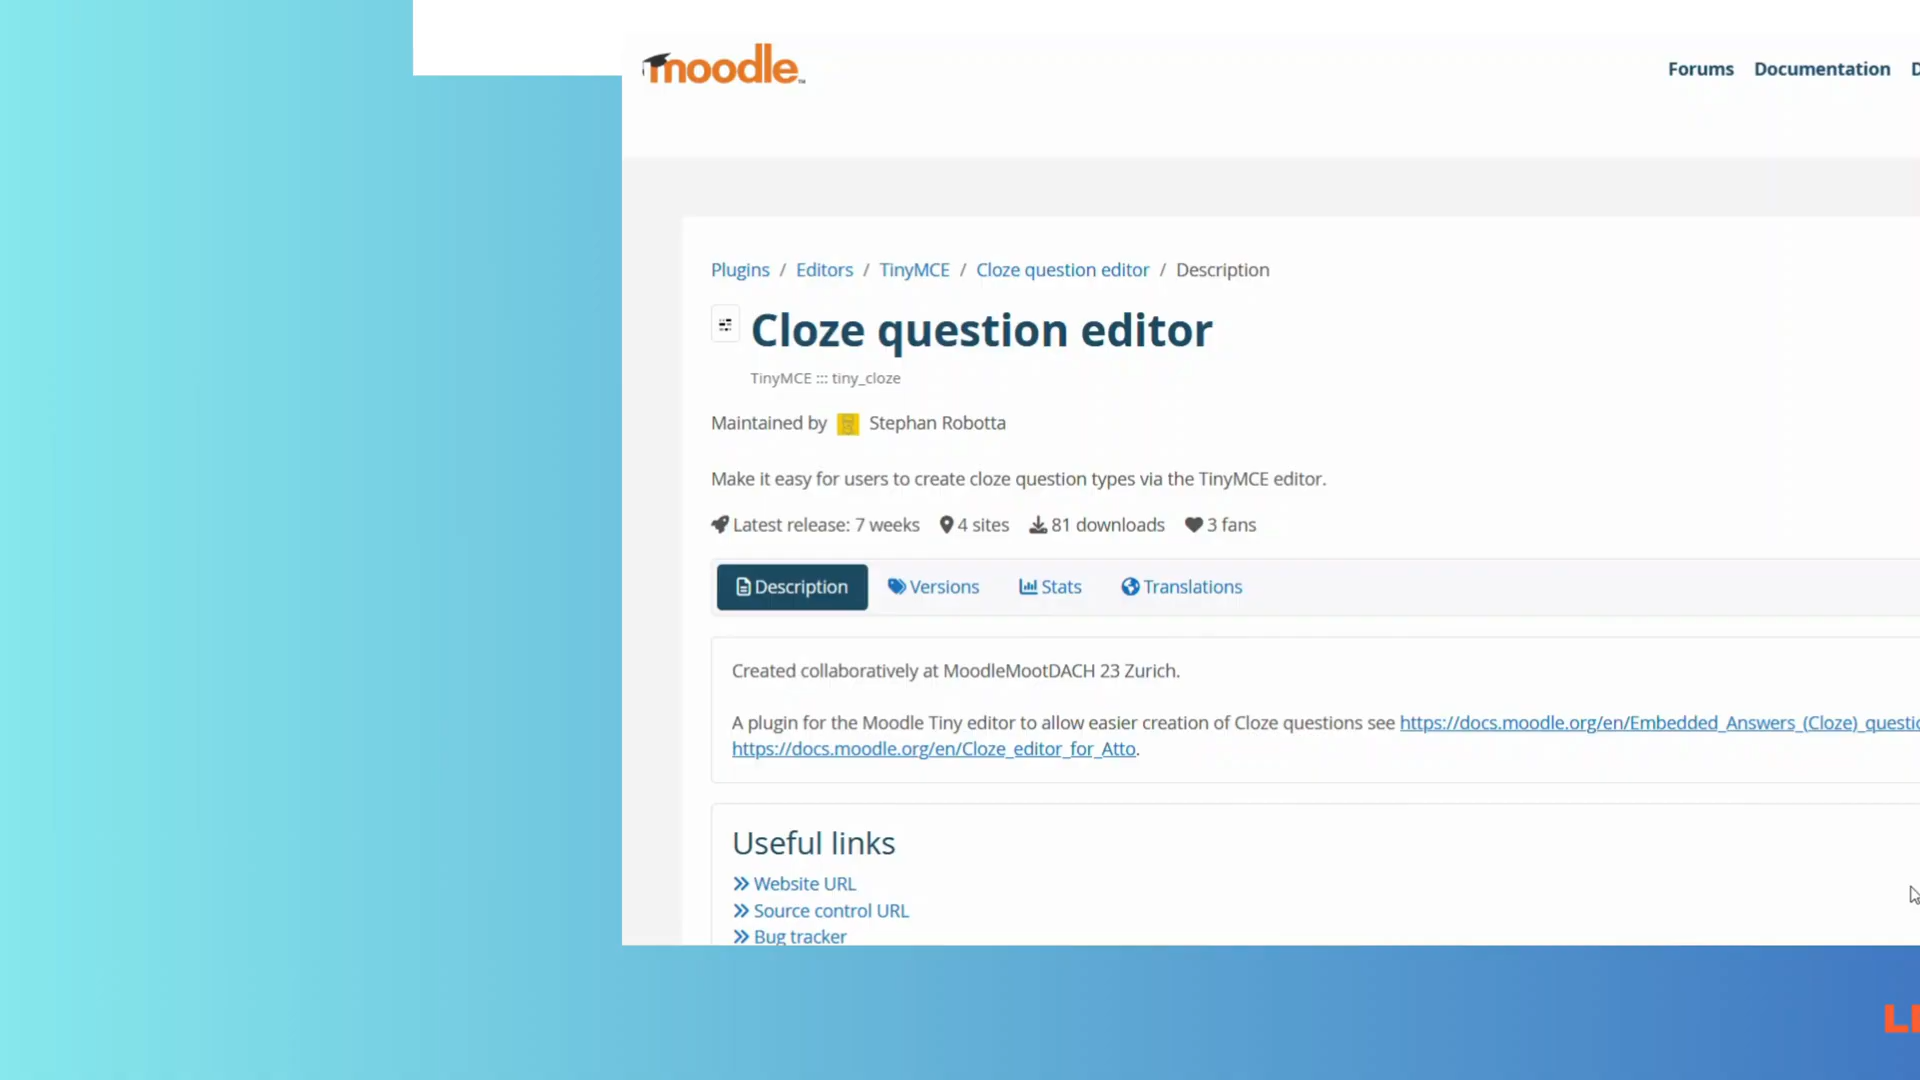 moodle
Forums Documentation
Plugins / Editors / TinyMCE / Cloze question editor / Description
Cloze question editor
TinyMCE ::: tiny_cloze
Maintained by Stephan Robotta
Make it easy for users to create cloze question types via the TinyMCE editor.
Latest release: 7 weeks 4 sites 81 downloads 3 fans
Description Versions Stats Translations
Created collaboratively at MoodleMootDACH 23 Zurich.
A plugin for the Moodle Tiny editor to allow easier creation of Cloze questions see https://docs.moodle.org/en/Embedded_Answers_(Cloze)_questio
https://docs.moodle.org/en/Cloze_editor_for_Atto.
Useful links
» Website URL
» Source control URL
» Bug tracker